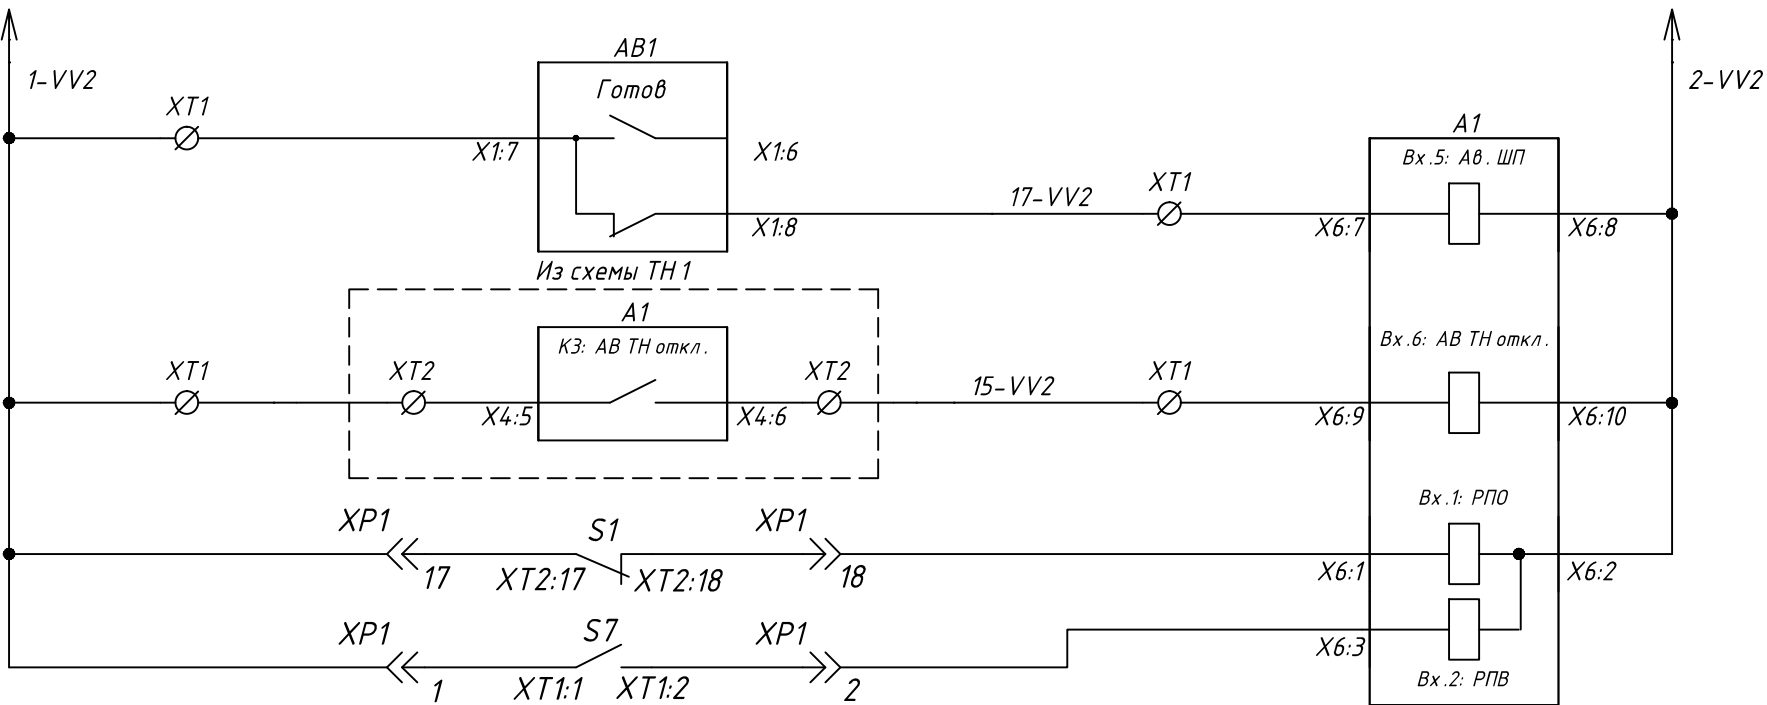 АВ1
1-VV2
Готов
2-VV2
XT1
А1
X1:7
X1:6
Вх.5: Ав. ШП
17-VV2
XT1
X1:8
X6:7
X6:8
Из схемы ТН1
А1
К3: АВ ТН откл.
Вх.6: АВ ТН откл.
XT1
XT2
XT2
15-VV2
XT1
X4:5
X4:6
X6:9
X6:10
Вх.1: РПО
XP1
S1
XP1
17
XT2:17
XT2:18
18
X6:1
X6:2
XP1
S7
XP1
X6:3
1
XT1:1
XT1:2
2
Вх.2: РПВ